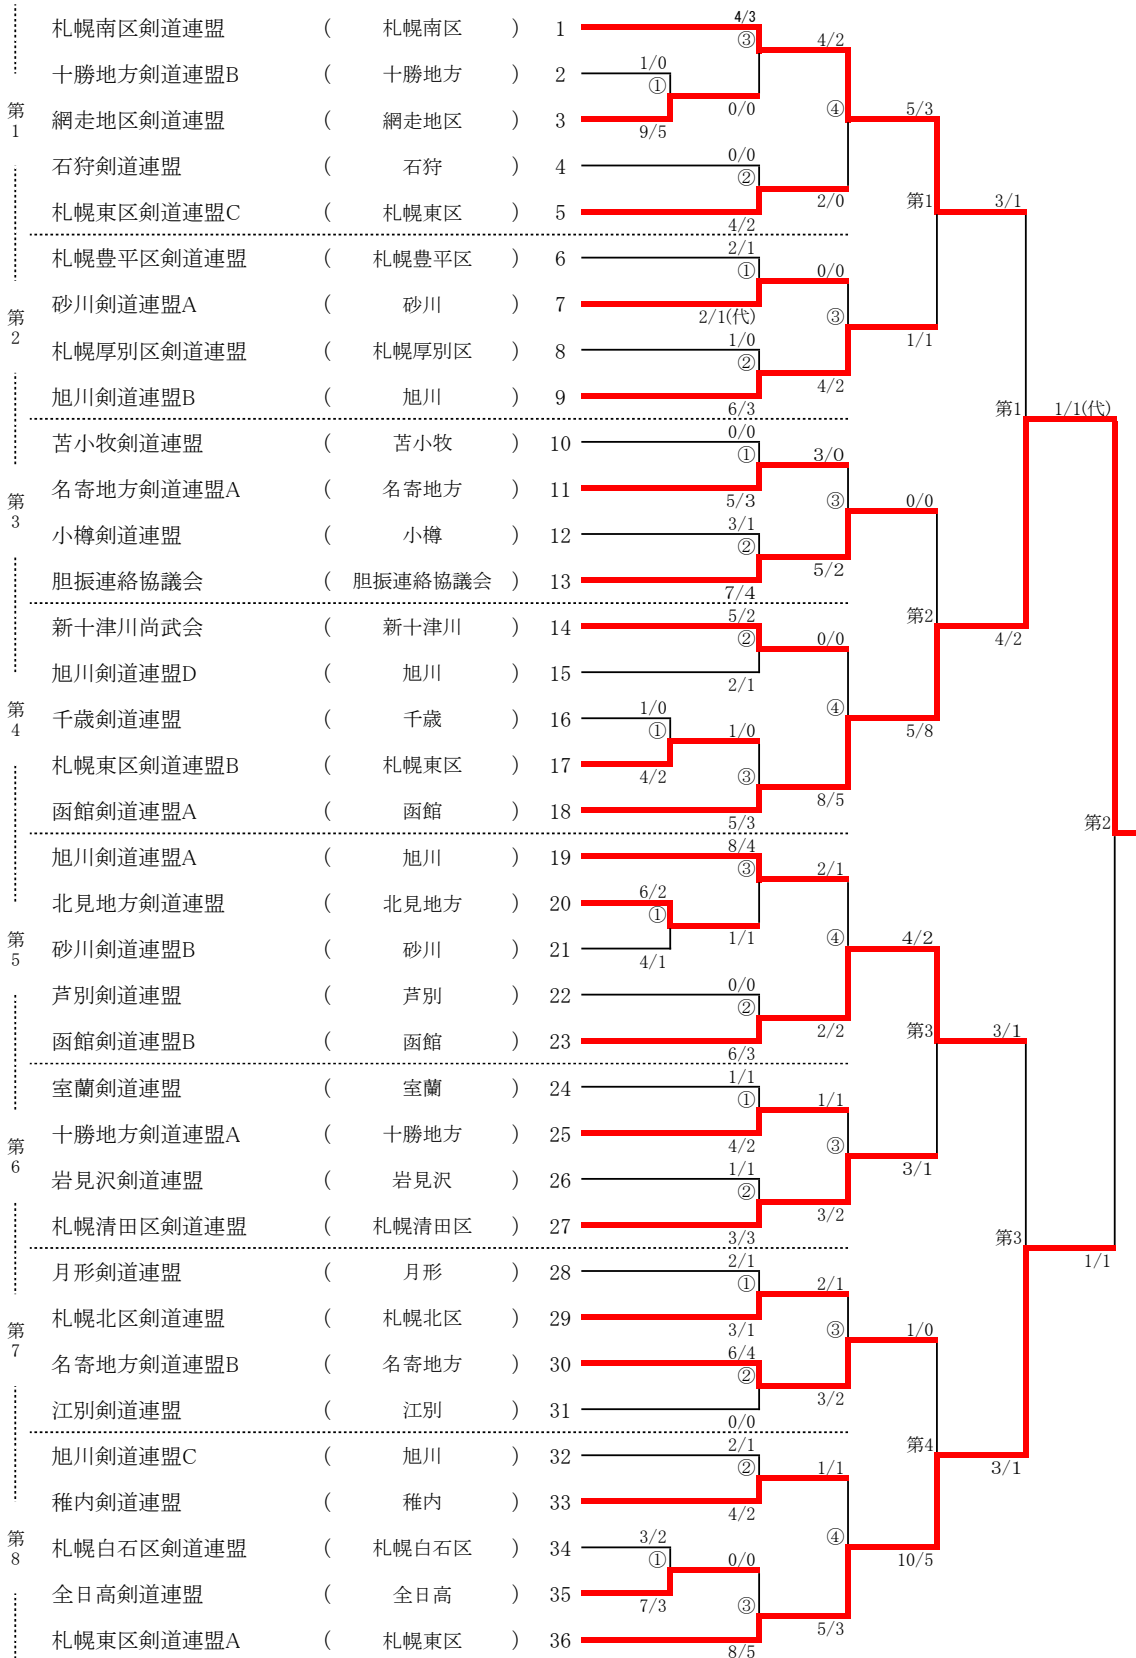 札幌南区剣道連盟 ( 札幌南区 ) 1
十勝地方剣道連盟B ( 十勝地方 ) 2
網走地区剣道連盟 ( 網走地区 ) 3
石狩剣道連盟 ( 石狩 ) 4
札幌東区剣道連盟C ( 札幌東区 ) 5
札幌豊平区剣道連盟 ( 札幌豊平区 ) 6
砂川剣道連盟A ( 砂川 ) 7
札幌厚別区剣道連盟 ( 札幌厚別区 ) 8
旭川剣道連盟B ( 旭川 ) 9
苫小牧剣道連盟 ( 苫小牧 ) 10
名寄地方剣道連盟A ( 名寄地方 ) 11
小樽剣道連盟 ( 小樽 ) 12
胆振連絡協議会 ( 胆振連絡協議会 ) 13
新十津川尚武会 ( 新十津川 ) 14
旭川剣道連盟D ( 旭川 ) 15
千歳剣道連盟 ( 千歳 ) 16
札幌東区剣道連盟B ( 札幌東区 ) 17
函館剣道連盟A ( 函館 ) 18
旭川剣道連盟A ( 旭川 ) 19
北見地方剣道連盟 ( 北見地方 ) 20
砂川剣道連盟B ( 砂川 ) 21
芦別剣道連盟 ( 芦別 ) 22
函館剣道連盟B ( 函館 ) 23
室蘭剣道連盟 ( 室蘭 ) 24
十勝地方剣道連盟A ( 十勝地方 ) 25
岩見沢剣道連盟 ( 岩見沢 ) 26
札幌清田区剣道連盟 ( 札幌清田区 ) 27
月形剣道連盟 ( 月形 ) 28
札幌北区剣道連盟 ( 札幌北区 ) 29
名寄地方剣道連盟B ( 名寄地方 ) 30
江別剣道連盟 ( 江別 ) 31
旭川剣道連盟C ( 旭川 ) 32
稚内剣道連盟 ( 稚内 ) 33
札幌白石区剣道連盟 ( 札幌白石区 ) 34
全日高剣道連盟 ( 全日高 ) 35
札幌東区剣道連盟A ( 札幌東区 ) 36
第1
第2
第3
第4
第5
第6
第7
第8
1/0
①
9/5
1/0
①
4/2
6/2
①
4/1
3/2
①
7/3
4/3
③
0/0
0/0
②
4/2
2/1
①
2/1(代)
1/0
②
6/3
0/0
①
5/3
3/1
②
7/4
5/2
②
2/1
1/0
③
5/3
8/4
③
1/1
0/0
②
6/3
1/1
①
4/2
1/1
②
3/3
2/1
①
3/1
6/4
②
0/0
2/1
②
4/2
0/0
③
8/5
4/2
④
2/0
0/0
③
4/2
3/0
③
5/2
0/0
④
8/5
2/1
④
2/2
1/1
③
3/2
2/1
③
3/2
1/1
④
5/3
5/3
第1
1/1
0/0
第2
5/8
4/2
第3
3/1
1/0
第4
10/5
3/1
第1
4/2
3/1
第3
3/1
1/1(代)
第2
1/1